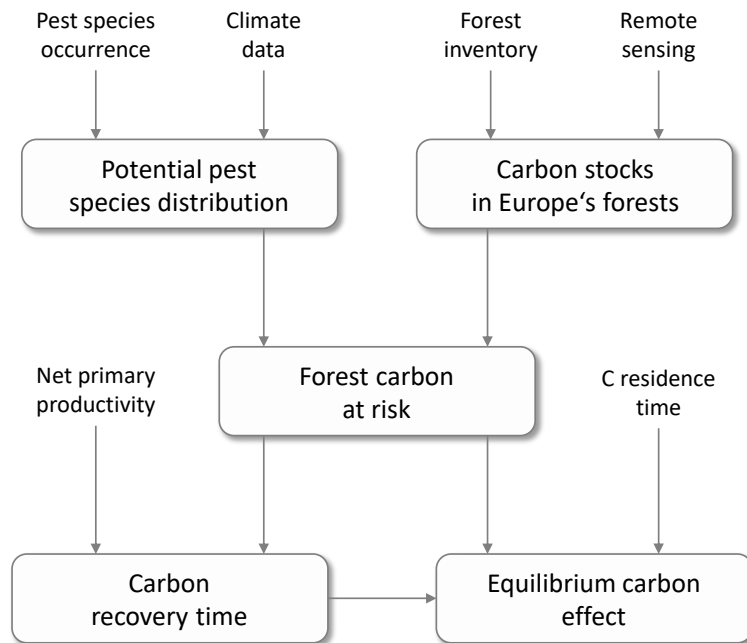 Pest species
occurrence
Climate
data
Forest
inventory
Remote
sensing
Potential pest
species distribution
Carbon stocks
in Europe‘s forests
Net primary
productivity
Forest carbon
at risk
C residence
time
Carbon
recovery time
Equilibrium carbon
effect